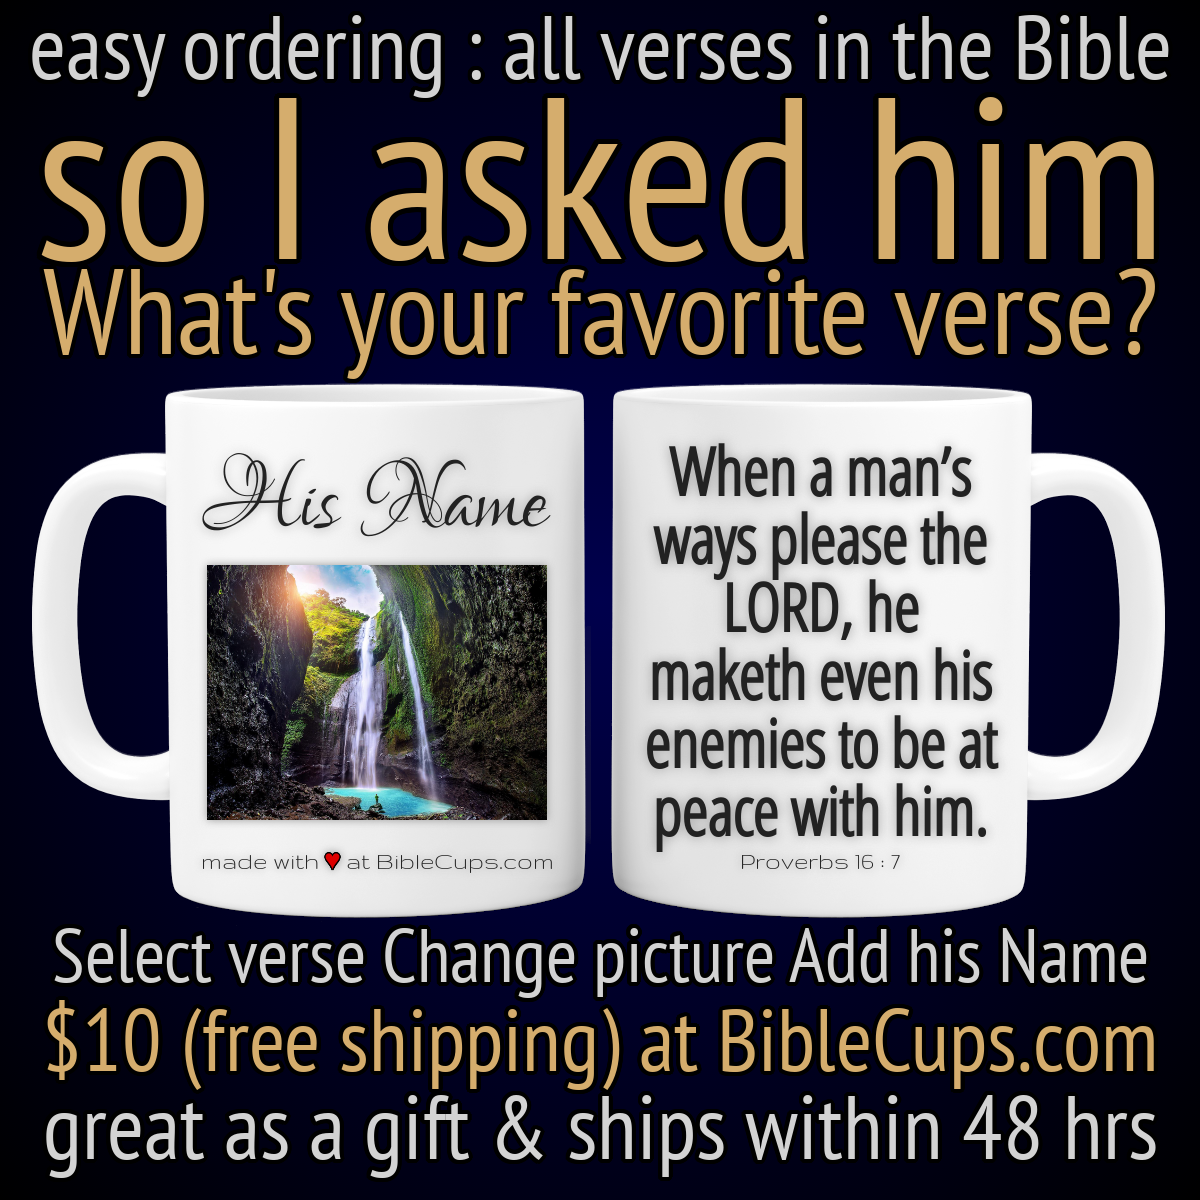 easy ordering : all verses in the Bible
so I asked him
What's your favorite verse?
His Name
made with ♥ at BibleCups.com
When a man’s
ways please the
LORD, he
maketh even his
enemies to be at
peace with him.
Proverbs 16 : 7
Select verse Change picture Add his Name
$10 (free shipping) at BibleCups.com
great as a gift & ships within 48 hrs